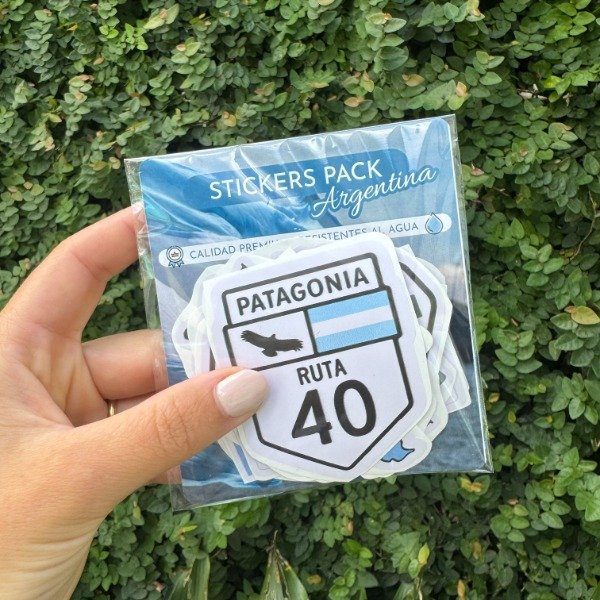 STICKERS PACK
Argentina
CALIDAD PREMIUM RESISTENTES AL AGUA
PATAGONIA
RUTA
40